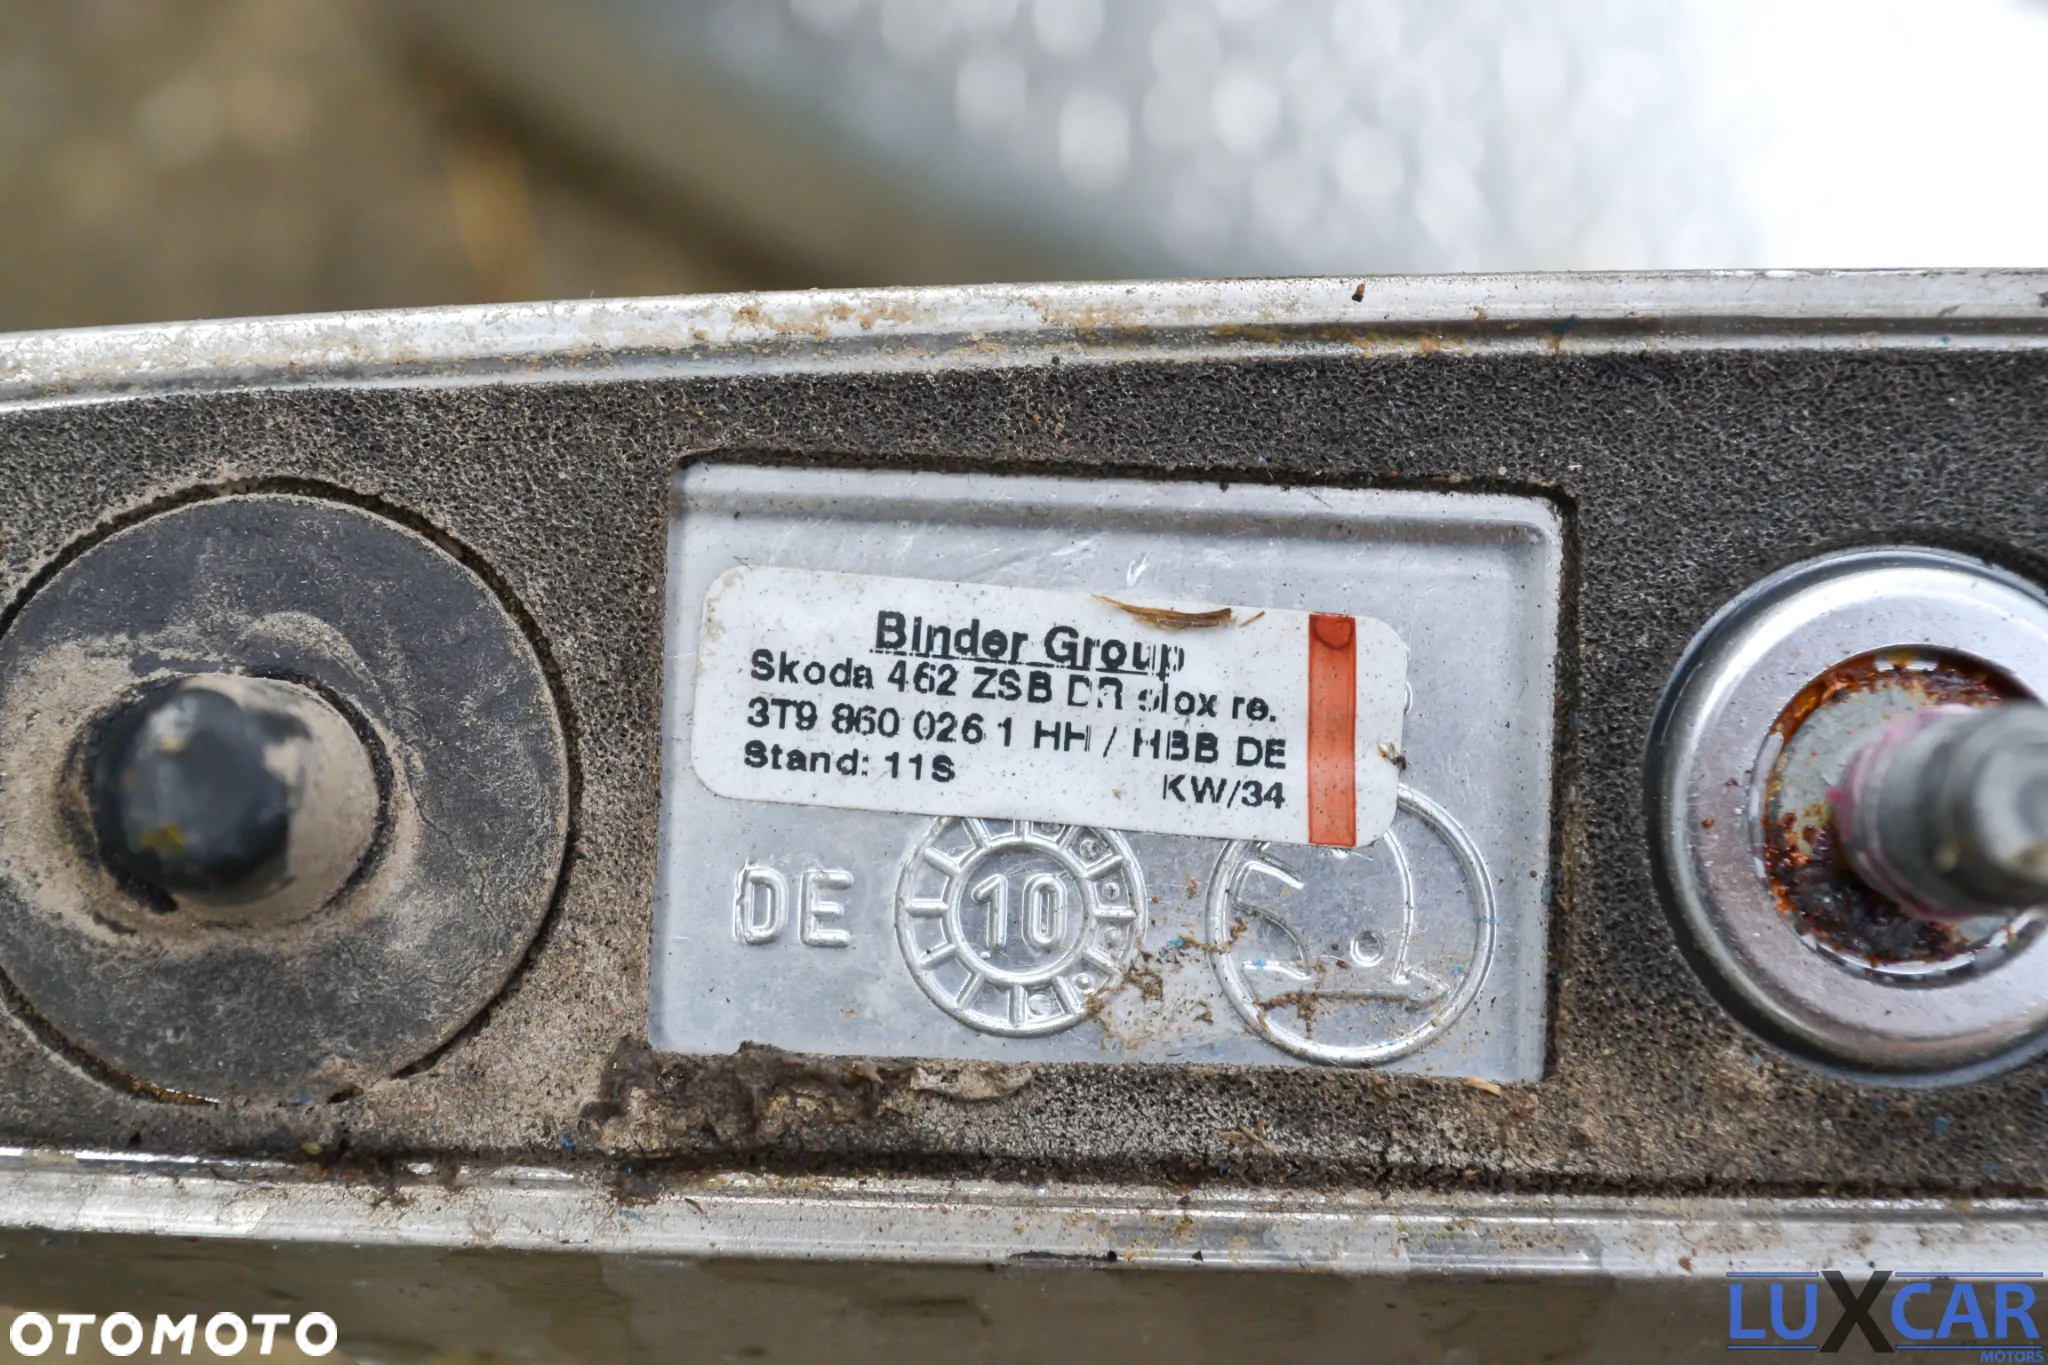 Binder Group
Skoda 462 ZSB DR elox re.
3T9 860 026 1 HH / HBB DE
Stand: 11S KW/34
DE 10
OTOMOTO
LUXCAR
MOTORS